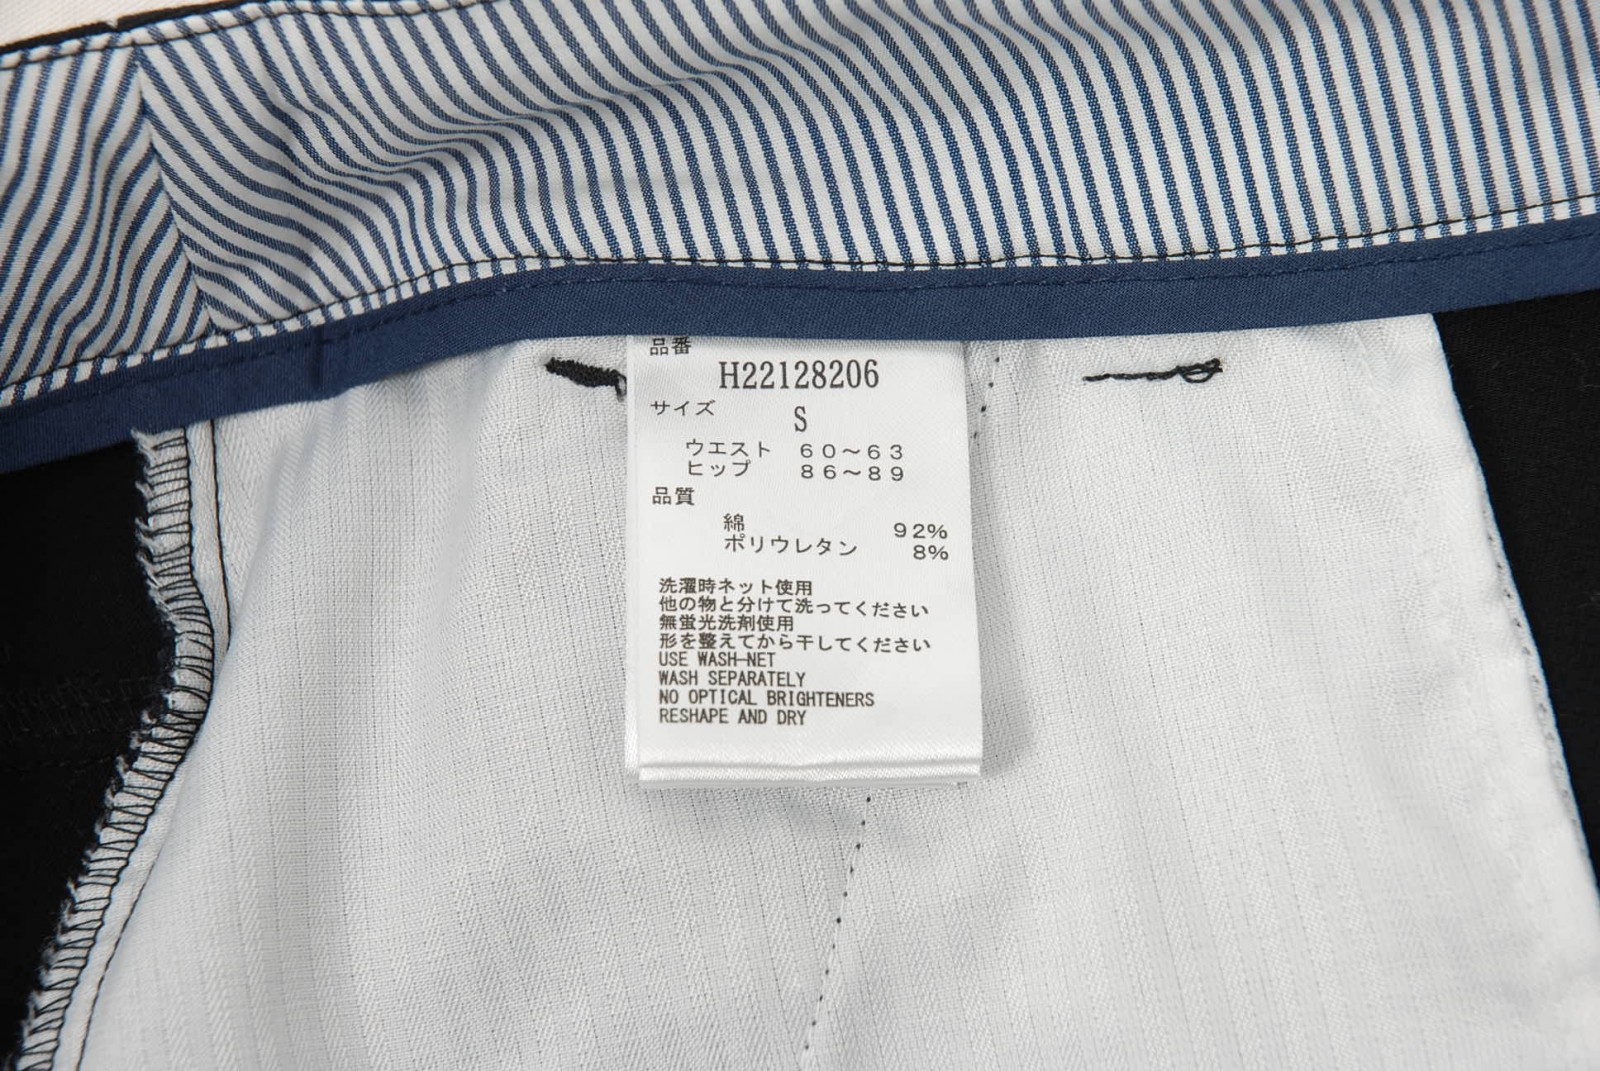 品番
H22128206
サイズ
S
ウエスト 60～63
ヒップ 86～89
品質
綿 92%
ポリウレタン 8%
洗濯時ネット使用
他の物と分けて洗ってください
無蛍光洗剤使用
形を整えてから干してください
USE WASH-NET
WASH SEPARATELY
NO OPTICAL BRIGHTENERS
RESHAPE AND DRY